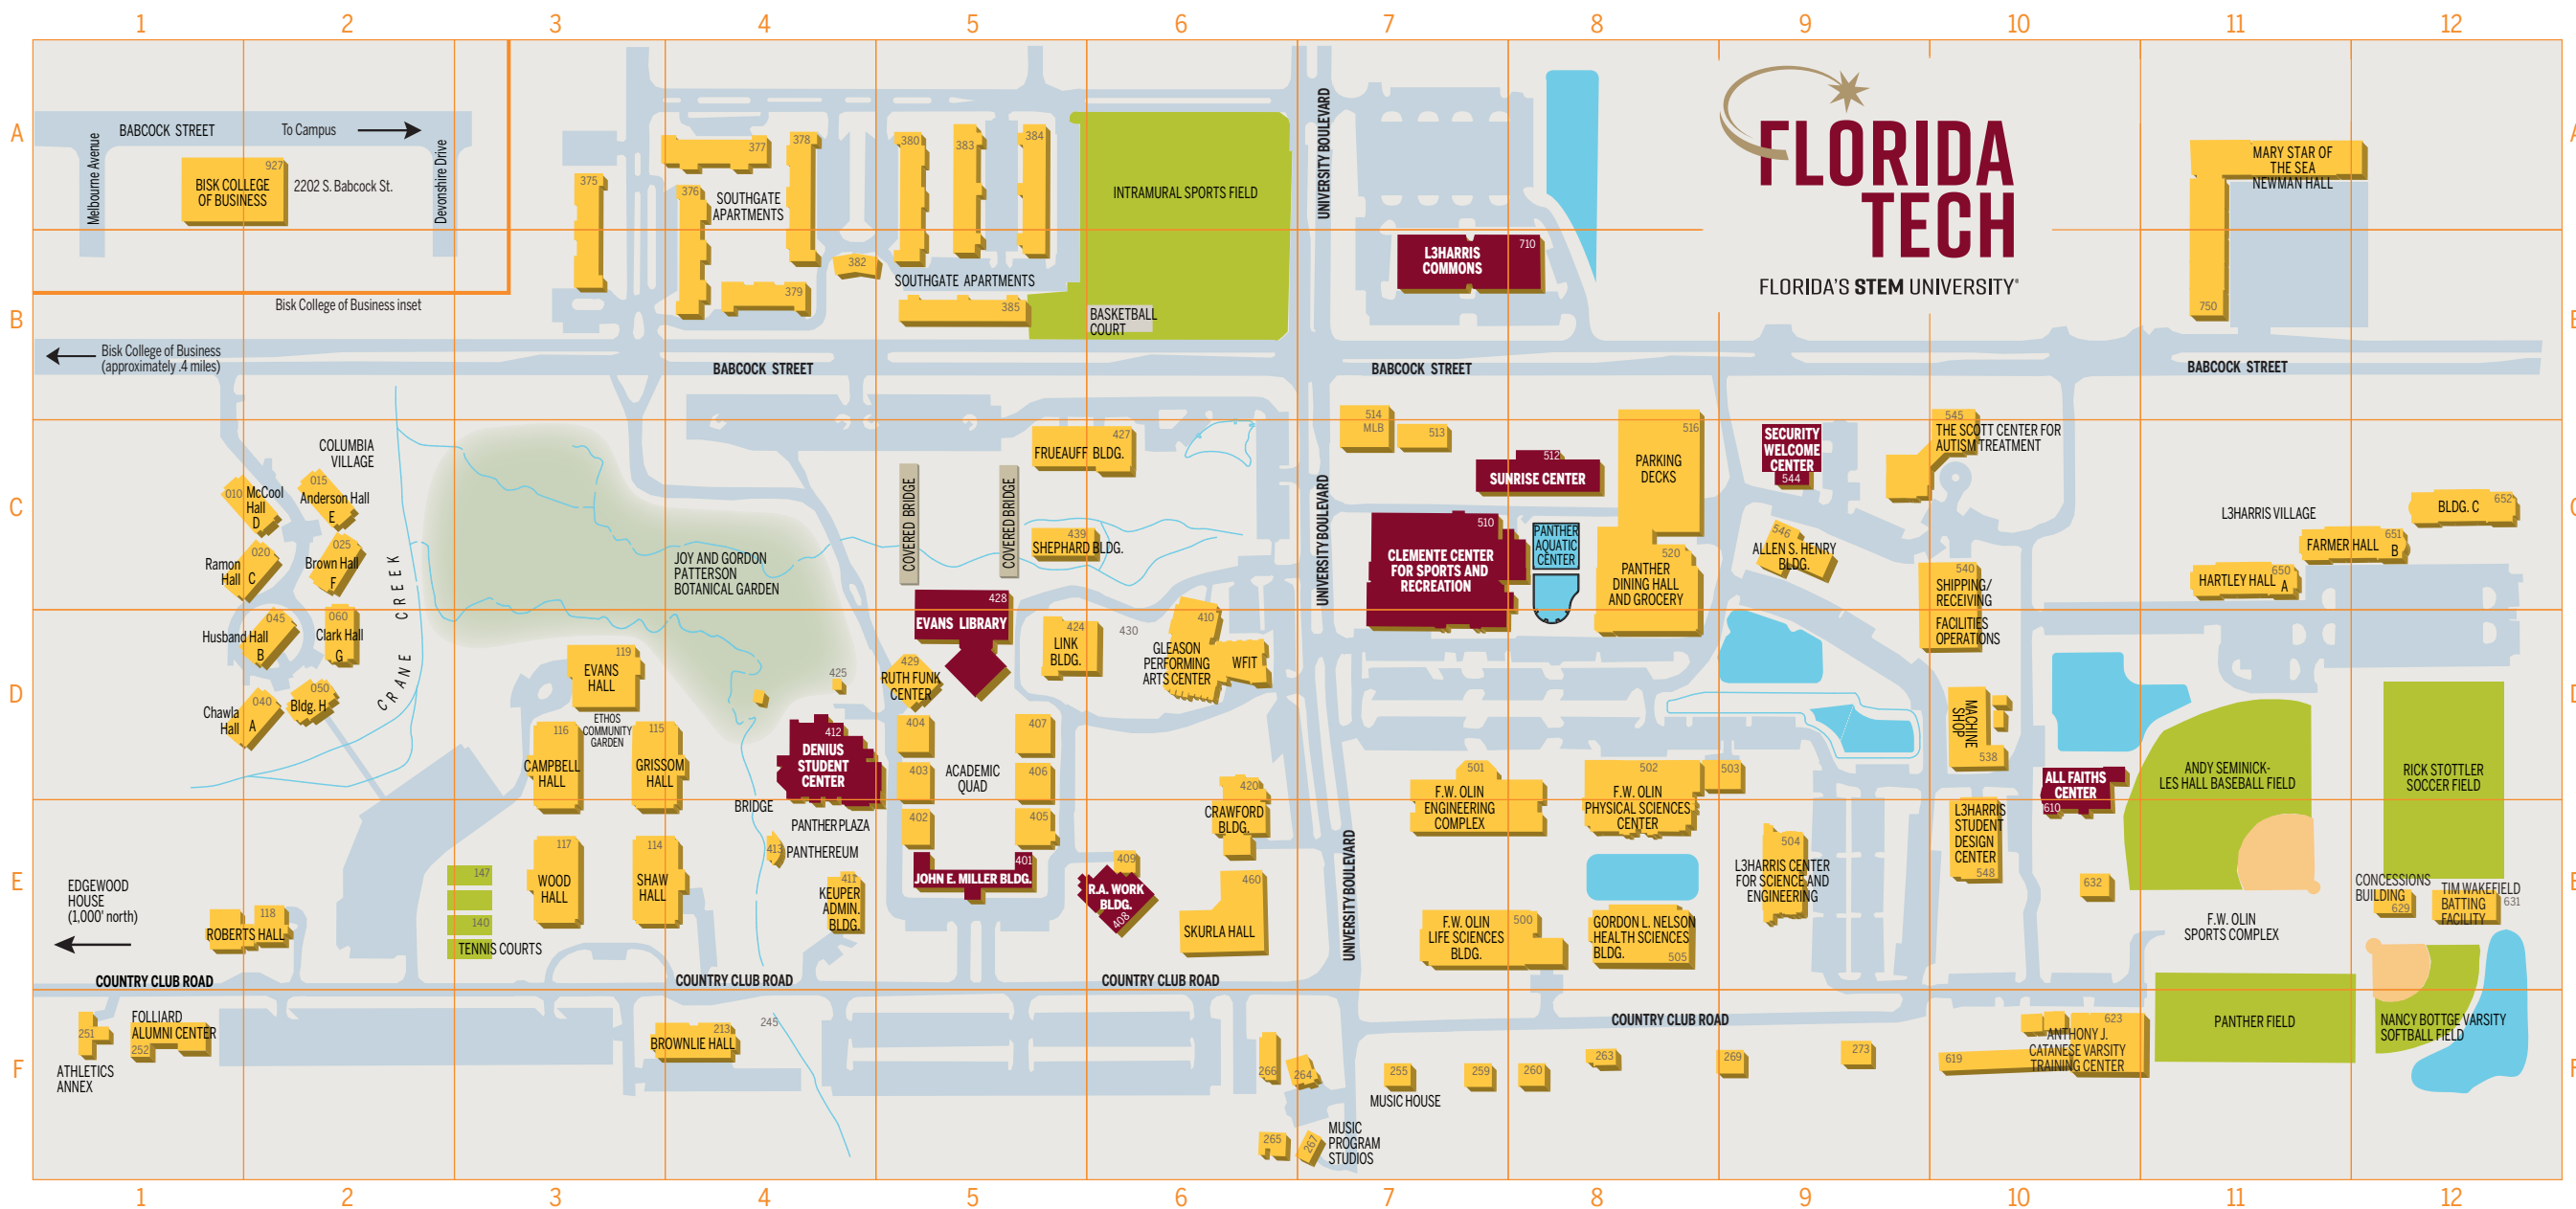 1 2 3 4 5 6 7 8 9 10 11 12
A
BABCOCK STREET
To Campus
Melbourne Avenue
Devonshire Drive
927
BISK COLLEGE
OF BUSINESS
2202 S. Babcock St.
Bisk College of Business inset
375
376
377
378
SOUTHGATE
APARTMENTS
379
380
382
383
384
385
SOUTHGATE APARTMENTS
INTRAMURAL SPORTS FIELD
BASKETBALL
COURT
UNIVERSITY BOULEVARD
710
L3HARRIS
COMMONS
FLORIDA
TECH
FLORIDA'S STEM UNIVERSITY®
MARY STAR OF
THE SEA
NEWMAN HALL
750
A
B
B
Bisk College of Business
(approximately .4 miles)
BABCOCK STREET
BABCOCK STREET
BABCOCK STREET
C
COLUMBIA
VILLAGE
010 McCool
Hall
D
015
Anderson Hall
E
020
Ramon
Hall C
025
Brown Hall
F
CRANE CREEK
JOY AND GORDON
PATTERSON
BOTANICAL GARDEN
COVERED BRIDGE
COVERED BRIDGE
427
FRUEAUFF BLDG.
439
SHEPHARD BLDG.
UNIVERSITY BOULEVARD
514
MLB
513
512
SUNRISE CENTER
516
PARKING
DECKS
510
CLEMENTE CENTER
FOR SPORTS AND
RECREATION
PANTHER
AQUATIC
CENTER
520
PANTHER
DINING HALL
AND GROCERY
SECURITY
WELCOME
CENTER
544
545
THE SCOTT CENTER FOR
AUTISM TREATMENT
546
ALLEN S. HENRY
BLDG.
540
SHIPPING/
RECEIVING
FACILITIES
OPERATIONS
L3HARRIS VILLAGE
652
BLDG. C
651
FARMER HALL B
650
HARTLEY HALL A
C
D
045
Husband Hall
B
060
Clark Hall
G
040
Chawla
Hall A
050
Bldg. H
119
EVANS
HALL
ETHOS
COMMUNITY
GARDEN
116
CAMPBELL
HALL
115
GRISSOM
HALL
425
412
DENIUS
STUDENT
CENTER
428
EVANS LIBRARY
429
RUTH FUNK
CENTER
424
LINK
BLDG.
430
410
GLEASON
PERFORMING
ARTS CENTER
WFIT
404
407
403
406
ACADEMIC
QUAD
501
F.W. OLIN
ENGINEERING
COMPLEX
502
F.W. OLIN
PHYSICAL SCIENCES
CENTER
503
MACHINE
SHOP
538
ALL FAITHS
CENTER
610
ANDY SEMINICK-
LES HALL BASEBALL FIELD
RICK STOTTLER
SOCCER FIELD
D
E
EDGEWOOD
HOUSE
(1,000' north)
118
ROBERTS HALL
147
140
TENNIS COURTS
117
WOOD
HALL
114
SHAW
HALL
BRIDGE
PANTHER PLAZA
413 PANTHEREUM
411
KEUPER
ADMIN.
BLDG.
402
405
401
JOHN E. MILLER BLDG.
409
R.A. WORK
BLDG.
408
420
CRAWFORD
BLDG.
460
SKURLA HALL
UNIVERSITY BOULEVARD
F.W. OLIN
LIFE SCIENCES
BLDG.
500
GORDON L. NELSON
HEALTH SCIENCES
BLDG.
505
504
L3HARRIS CENTER
FOR SCIENCE AND
ENGINEERING
L3HARRIS
STUDENT
DESIGN
CENTER
548
632
F.W. OLIN
SPORTS COMPLEX
CONCESSIONS
BUILDING
629
TIM WAKEFIELD
BATTING
FACILITY
631
E
COUNTRY CLUB ROAD
COUNTRY CLUB ROAD
COUNTRY CLUB ROAD
COUNTRY CLUB ROAD
F
251
ATHLETICS
ANNEX
FOLLIARD
ALUMNI CENTER
252
213
BROWNLIE HALL
245
266
264
265
267
MUSIC
PROGRAM
STUDIOS
255
MUSIC HOUSE
259
260
263
269
273
619
623
ANTHONY J.
CATANESE VARSITY
TRAINING CENTER
PANTHER FIELD
NANCY BOTTGE VARSITY
SOFTBALL FIELD
F
1 2 3 4 5 6 7 8 9 10 11 12